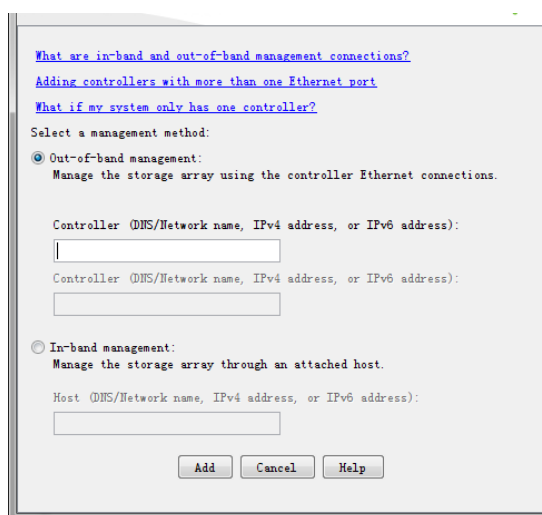 What are in-band and out-of-band management connections?
Adding controllers with more than one Ethernet port
What if my system only has one controller?
Select a management method:
Out-of-band management:
Manage the storage array using the controller Ethernet connections.
Controller (DNS/Network name, IPv4 address, or IPv6 address):
Controller (DNS/Network name, IPv4 address, or IPv6 address):
In-band management:
Manage the storage array through an attached host.
Host (DNS/Network name, IPv4 address, or IPv6 address):
Add Cancel Help